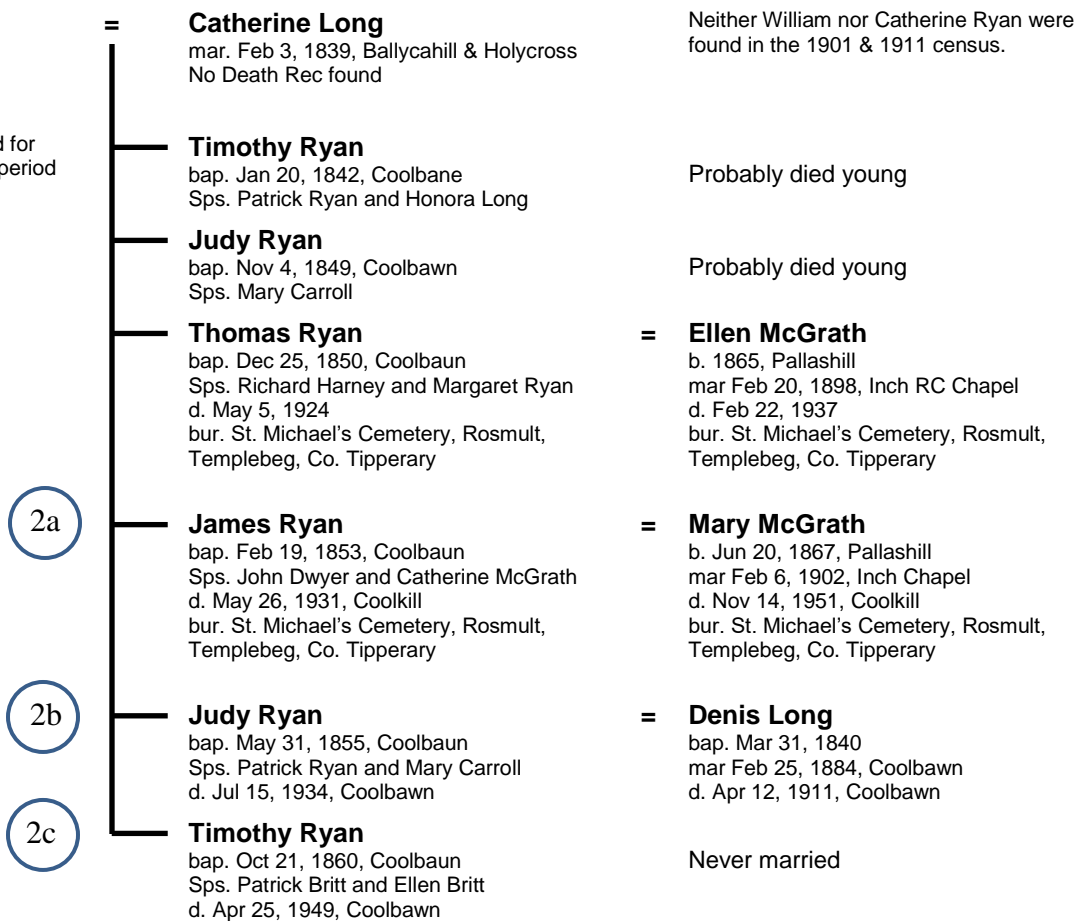 = Catherine Long
mar. Feb 3, 1839, Ballycahill & Holycross
No Death Rec found
Neither William nor Catherine Ryan were
found in the 1901 & 1911 census.
for
period
Timothy Ryan
bap. Jan 20, 1842, Coolbane
Sps. Patrick Ryan and Honora Long
Probably died young
Judy Ryan
bap. Nov 4, 1849, Coolbawn
Sps. Mary Carroll
Probably died young
Thomas Ryan
bap. Dec 25, 1850, Coolbaun
Sps. Richard Harney and Margaret Ryan
d. May 5, 1924
bur. St. Michael's Cemetery, Rosmult,
Templebeg, Co. Tipperary
= Ellen McGrath
b. 1865, Pallashill
mar Feb 20, 1898, Inch RC Chapel
d. Feb 22, 1937
bur. St. Michael's Cemetery, Rosmult,
Templebeg, Co. Tipperary
2a
James Ryan
bap. Feb 19, 1853, Coolbaun
Sps. John Dwyer and Catherine McGrath
d. May 26, 1931, Coolkill
bur. St. Michael's Cemetery, Rosmult,
Templebeg, Co. Tipperary
= Mary McGrath
b. Jun 20, 1867, Pallashill
mar Feb 6, 1902, Inch Chapel
d. Nov 14, 1951, Coolkill
bur. St. Michael's Cemetery, Rosmult,
Templebeg, Co. Tipperary
2b
Judy Ryan
bap. May 31, 1855, Coolbaun
Sps. Patrick Ryan and Mary Carroll
d. Jul 15, 1934, Coolbawn
= Denis Long
bap. Mar 31, 1840
mar Feb 25, 1884, Coolbawn
d. Apr 12, 1911, Coolbawn
2c
Timothy Ryan
bap. Oct 21, 1860, Coolbaun
Sps. Patrick Britt and Ellen Britt
d. Apr 25, 1949, Coolbawn
Never married